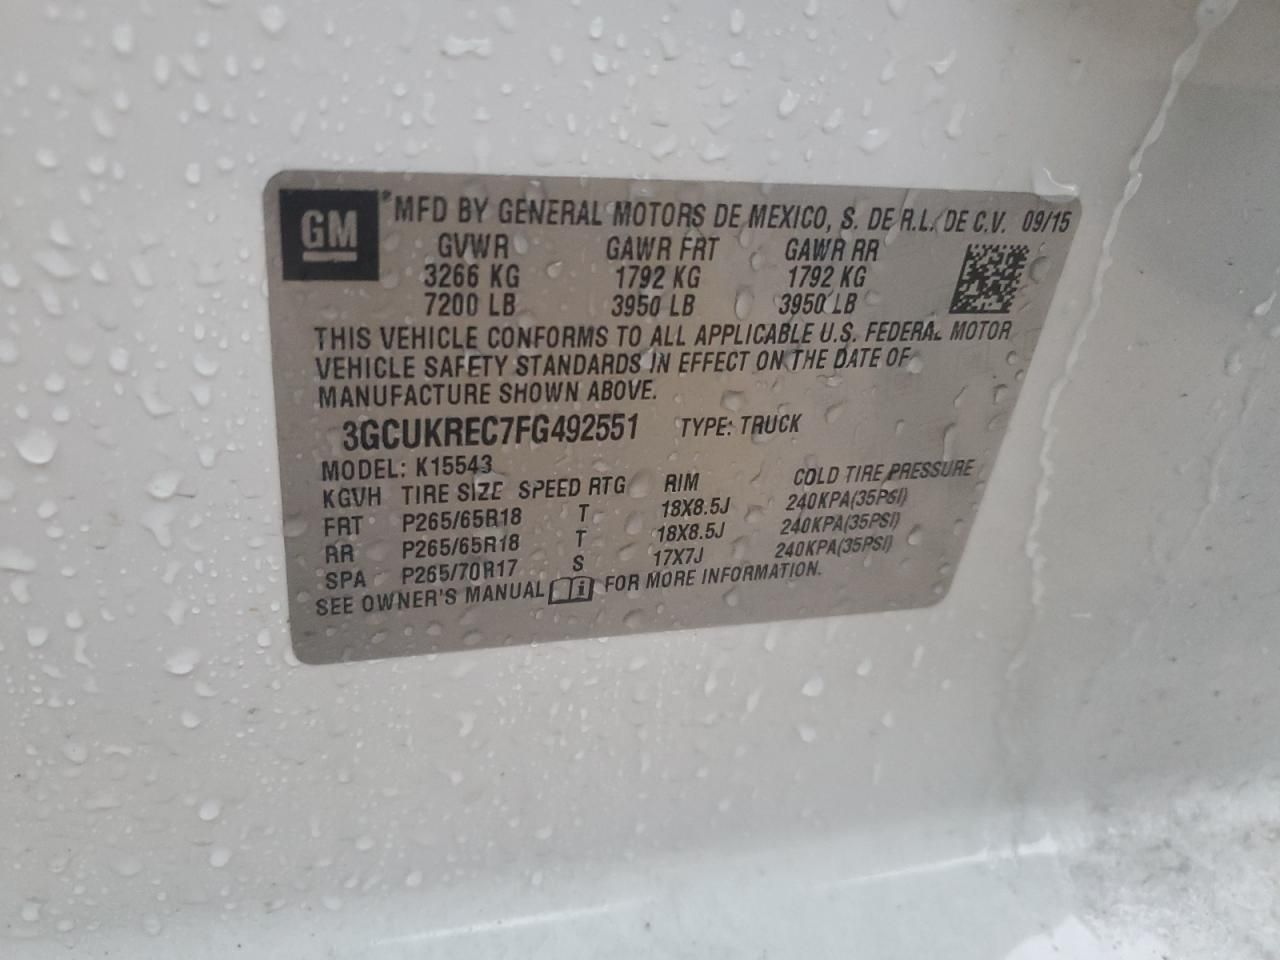 GM
*MFD BY GENERAL MOTORS DE MEXICO, S. DE R.L. DE C.V. 09/15
GVWR GAWR FRT GAWR RR
3266 KG 1792 KG 1792 KG
7200 LB 3950 LB 3950 LB
THIS VEHICLE CONFORMS TO ALL APPLICABLE U.S. FEDERAL MOTOR
VEHICLE SAFETY STANDARDS IN EFFECT ON THE DATE OF
MANUFACTURE SHOWN ABOVE.
3GCUKREC7FG492551 TYPE: TRUCK
MODEL: K15543
KGVH TIRE SIZE SPEED RTG RIM COLD TIRE PRESSURE
FRT P265/65R18 T 18X8.5J 240KPA(35PSI)
RR P265/65R18 T 18X8.5J 240KPA(35PSI)
SPA P265/70R17 S 17X7J 240KPA(35PSI)
SEE OWNER'S MANUAL FOR MORE INFORMATION.